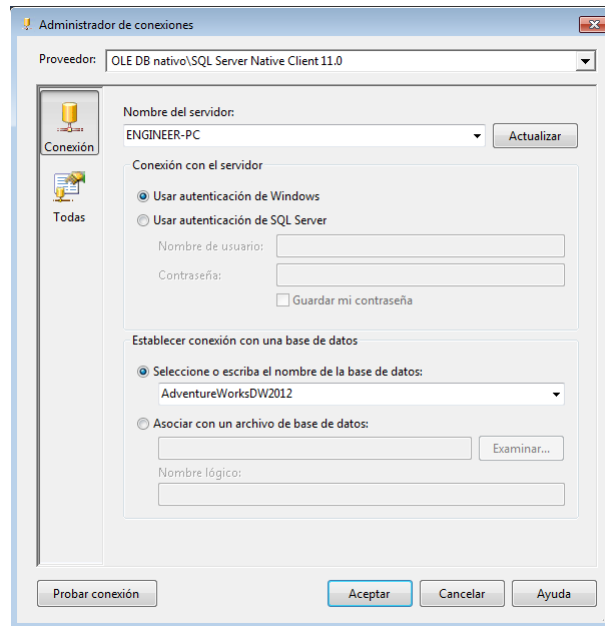 Administrador de conexiones
Proveedor: OLE DB nativo\SQL Server Native Client 11.0
Conexión
Todas
Nombre del servidor:
ENGINEER-PC
Actualizar
Conexión con el servidor
Usar autenticación de Windows
Usar autenticación de SQL Server
Nombre de usuario:
Contraseña:
Guardar mi contraseña
Establecer conexión con una base de datos
Seleccione o escriba el nombre de la base de datos:
AdventureWorksDW2012
Asociar con un archivo de base de datos:
Examinar...
Nombre lógico:
Probar conexión Aceptar Cancelar Ayuda